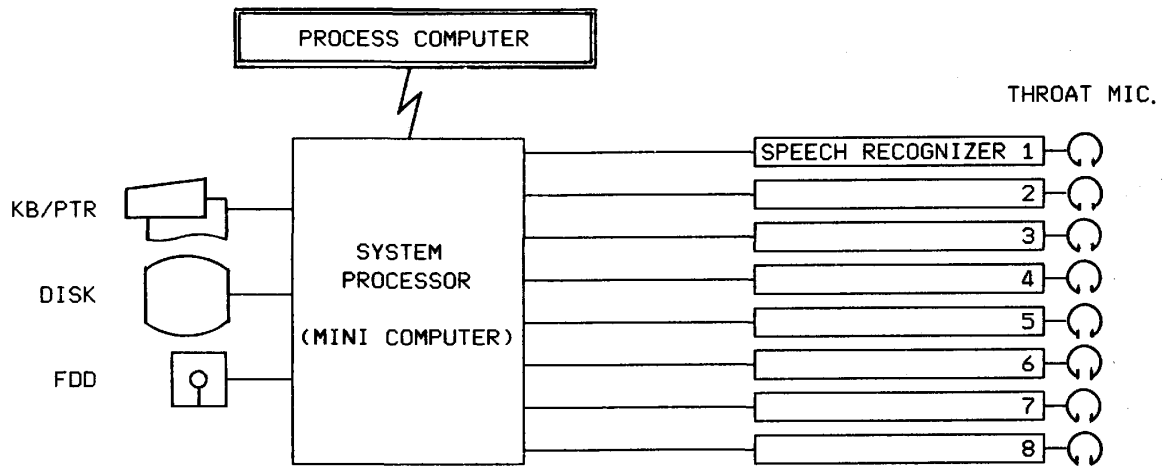 PROCESS COMPUTER
THROAT MIC.
SPEECH RECOGNIZER 1
2
3
4
5
6
7
8
KB/PTR
DISK
FDD
SYSTEM
PROCESSOR
(MINI COMPUTER)